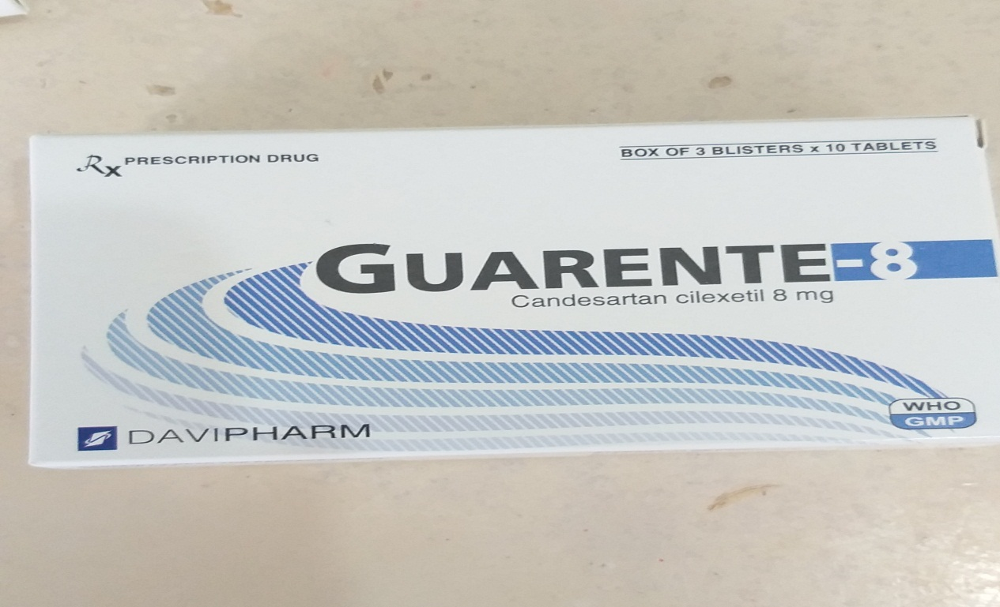 Rx PRESCRIPTION DRUG
BOX OF 3 BLISTERS x 10 TABLETS
GUARENTE-8
Candesartan cilexetil 8 mg
WHO
GMP
DAVIPHARM